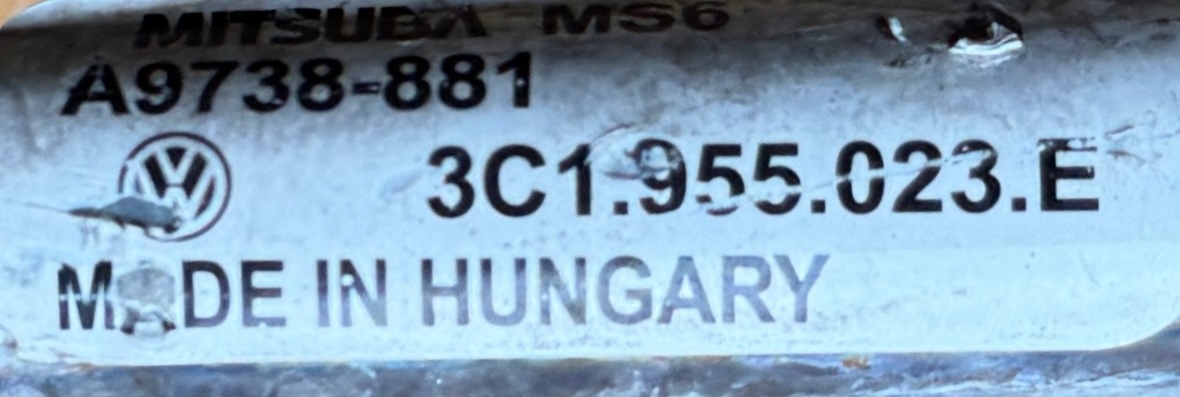 MITSUBA MS6
A9738-881
3C1.955.023.E
MADE IN HUNGARY